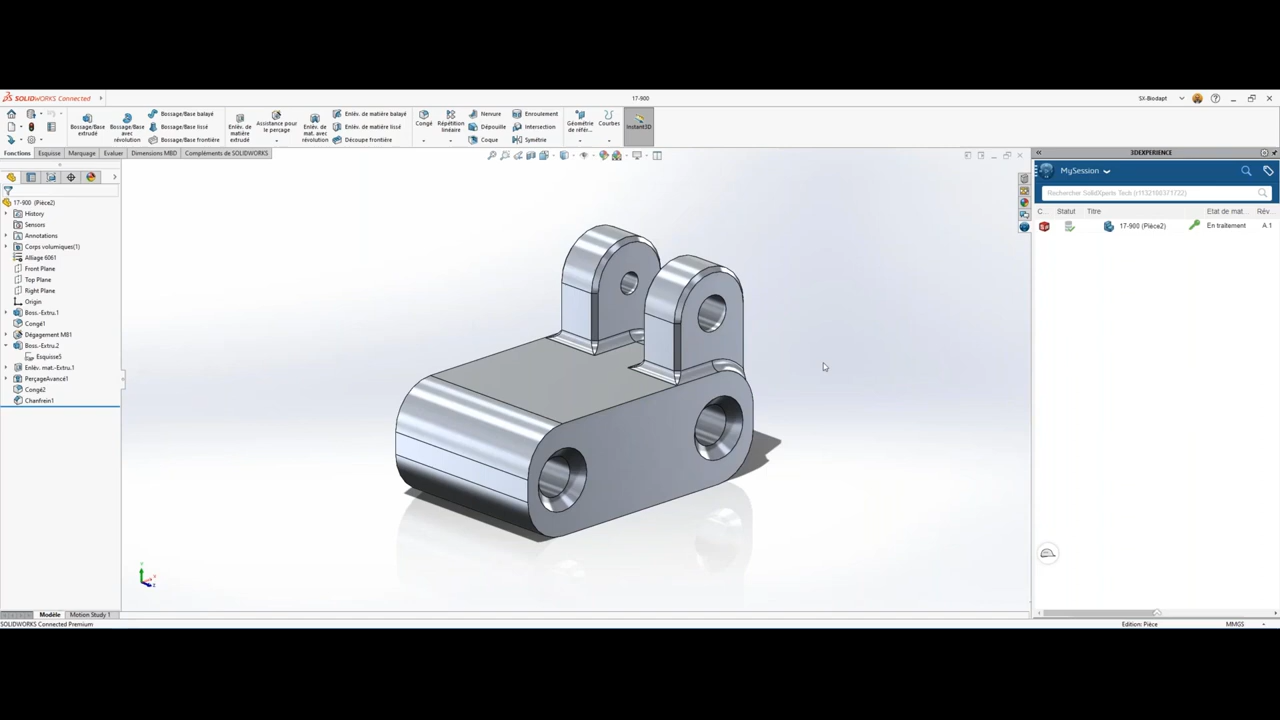 SOLIDWORKS Connected
17-900
SX-Biodapt
Bossage/Base extrudé
Bossage/Base avec révolution
Bossage/Base balayé
Bossage/Base lissé
Bossage/Base frontière
Enlèv. de matière extrudé
Assistance pour le perçage
Enlèv. de mat. avec révolution
Enlèv. de matière balayé
Enlèv. de matière lissé
Découpe frontière
Congé
Répétition linéaire
Nervure
Dépouille
Coque
Enroulement
Intersection
Symétrie
Géométrie de référ...
Courbes
Instant3D
Fonctions
Esquisse
Marquage
Evaluer
Dimensions MBD
Compléments de SOLIDWORKS
17-900 (Pièce2)
History
Sensors
Annotations
Corps volumiques(1)
Alliage 6061
Front Plane
Top Plane
Right Plane
Origin
Boss.-Extru.1
Congé1
Dégagement M81
Boss.-Extru.2
Esquisse5
Enlèv. mat.-Extru.1
PerçageAvancé1
Congé2
Chanfrein1
3DEXPERIENCE
MySession
Rechercher SolidXperts Tech (r1132100371722)
C...
Statut
Titre
Etat de mat...
Rév...
17-900 (Pièce2)
En traitement
A.1
Modèle
Motion Study 1
SOLIDWORKS Connected Premium
Edition: Pièce
MMGS